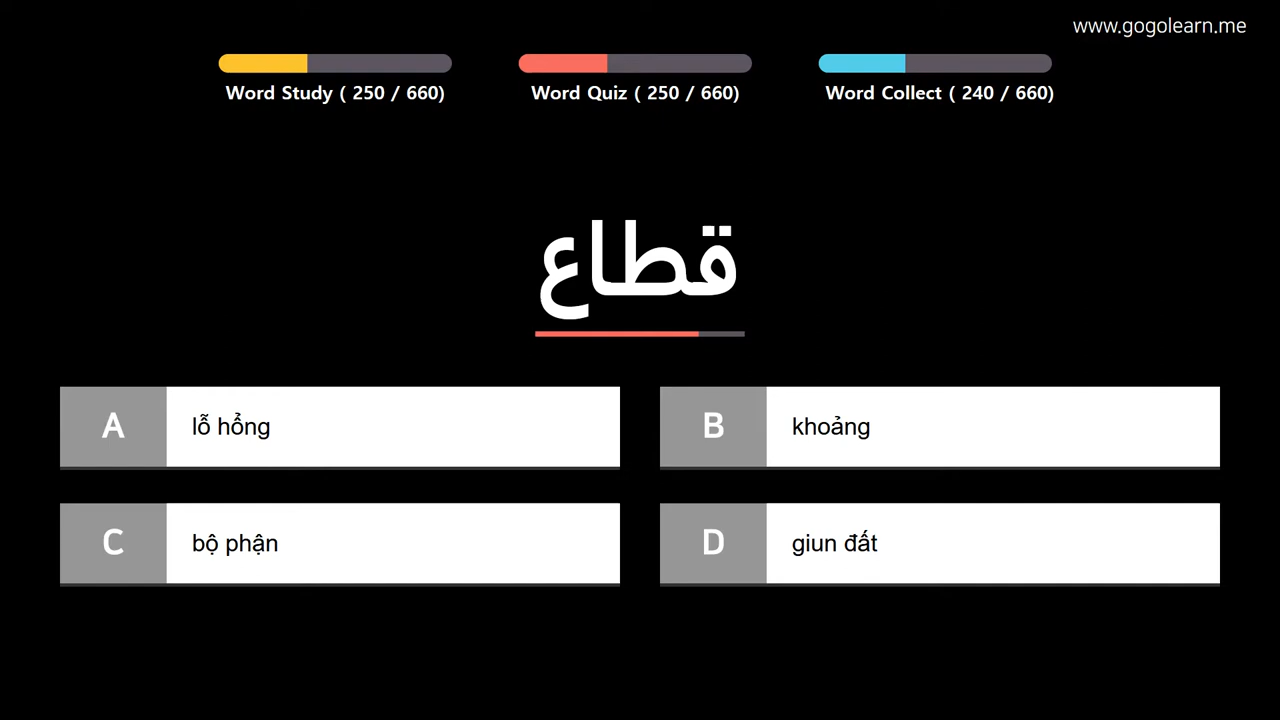 www.gogolearn.me
Word Study ( 250 / 660)
Word Quiz ( 250 / 660)
Word Collect ( 240 / 660)
قطاع
A lỗ hổng
B khoảng
C bộ phận
D giun đất